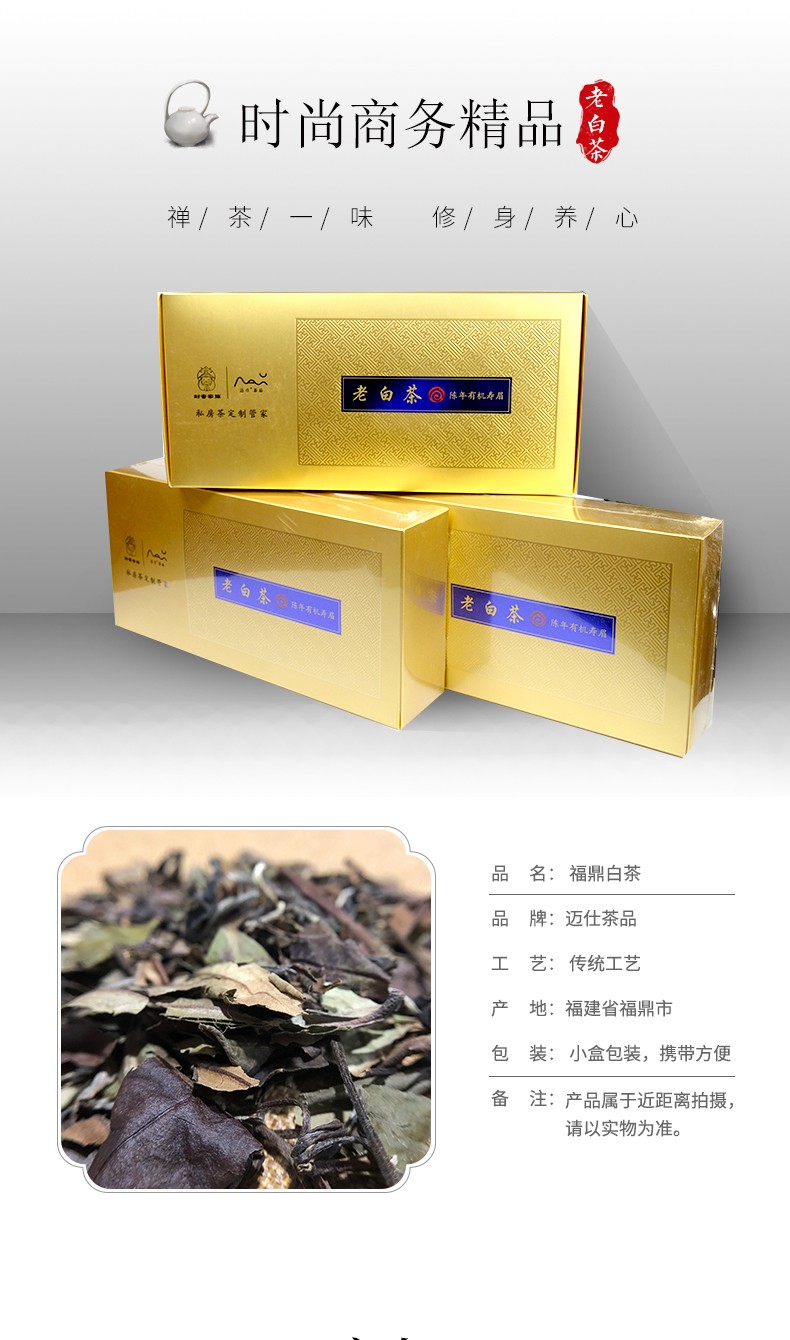 时尚商务精品
老白茶
禅/ 茶/ 一/ 味 修/ 身/ 养/ 心
私房茶定制管家
老白茶 陈年有机寿眉
私房茶定制管家
老白茶 陈年有机寿眉
老白茶 陈年有机寿眉
品 名： 福鼎白茶
品 牌：迈仕茶品
工 艺： 传统工艺
产 地：福建省福鼎市
包 装： 小盒包装，携带方便
备 注：产品属于近距离拍摄，
请以实物为准。